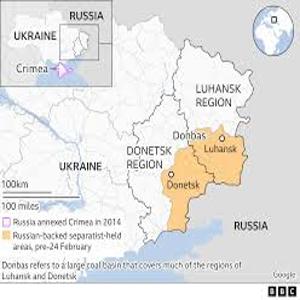 RUSSIA
UKRAINE
Crimea
LUHANSK
REGION
DONETSK
REGION
Donbas
Luhansk
UKRAINE
Donetsk
100km
100 miles
RUSSIA
Russia annexed Crimea in 2014
Russian-backed separatist-held
areas, pre-24 February
Donbas refers to a large coal basin that covers much of the regions
of Luhansk and Donetsk
BBC